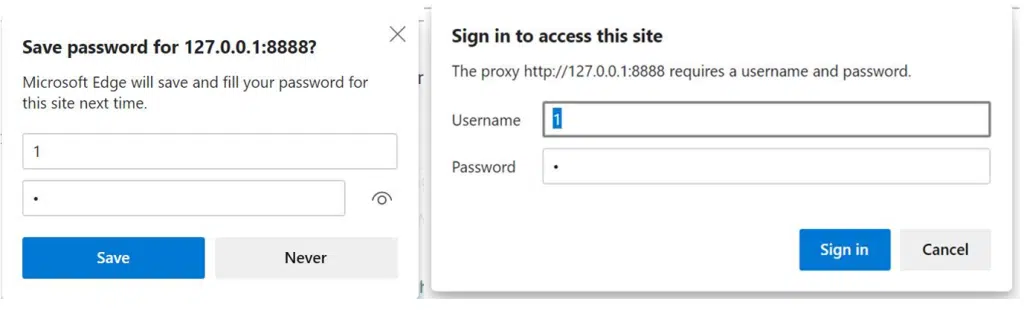 Save password for 127.0.0.1:8888?
Microsoft Edge will save and fill your password for
this site next time.
1
•
Save
Never
Sign in to access this site
The proxy http://127.0.0.1:8888 requires a username and password.
Username 1
Password •
Sign in
Cancel